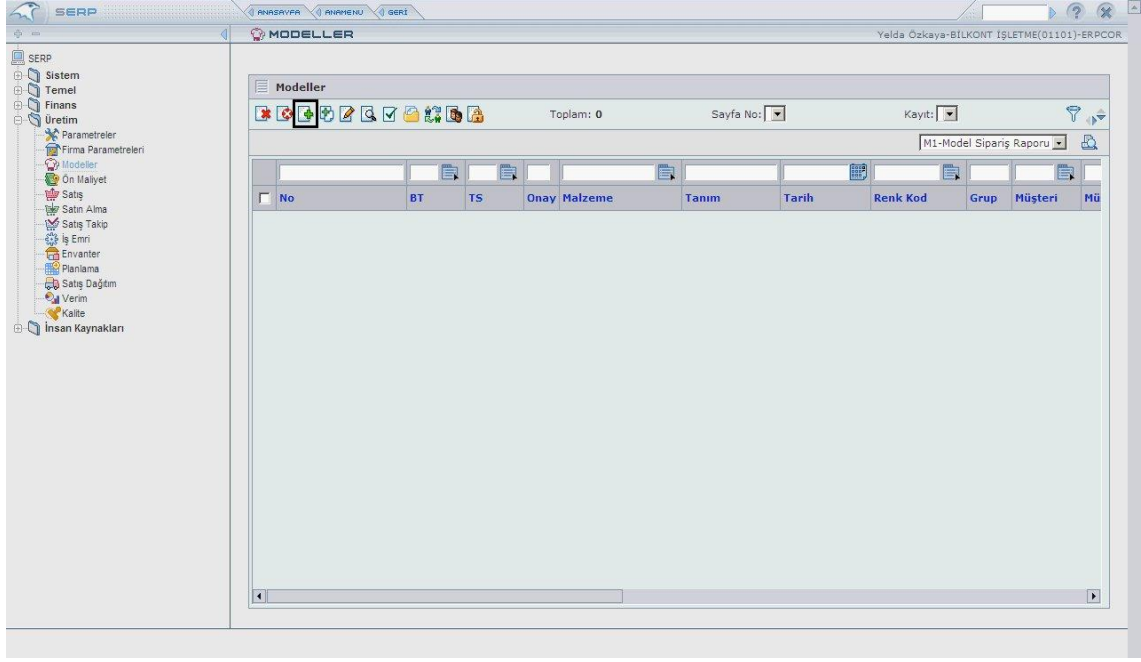 SERP
ANASAYFA ANAMENU GERİ
MODELLER
Yelda Özkaya-BİLKONT İŞLETME(01101)-ERPCOR
SERP
Sistem
Temel
Finans
Üretim
Parametreler
Firma Parametreleri
Modeller
Ön Maliyet
Satış
Satın Alma
Satış Takip
İş Emri
Envanter
Planlama
Satış Dağıtım
Verim
Kalite
İnsan Kaynakları
Modeller
Toplam: 0 Sayfa No: Kayıt:
M1-Model Sipariş Raporu
No BT TS Onay Malzeme Tanım Tarih Renk Kod Grup Müşteri Mü